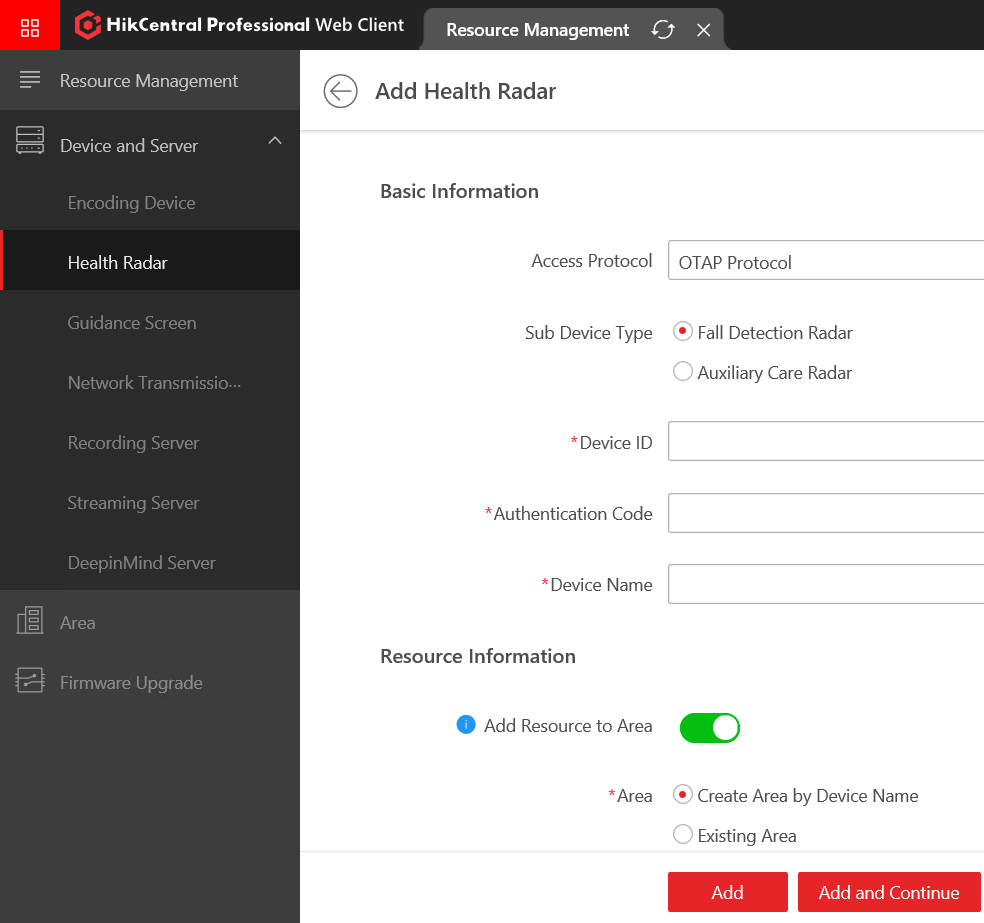 HikCentral Professional Web Client
Resource Management
Resource Management
Device and Server
Encoding Device
Health Radar
Guidance Screen
Network Transmissio...
Recording Server
Streaming Server
DeepinMind Server
Area
Firmware Upgrade
Add Health Radar
Basic Information
Access Protocol OTAP Protocol
Sub Device Type Fall Detection Radar
Auxiliary Care Radar
*Device ID
*Authentication Code
*Device Name
Resource Information
i Add Resource to Area
*Area Create Area by Device Name
Existing Area
Add Add and Continue